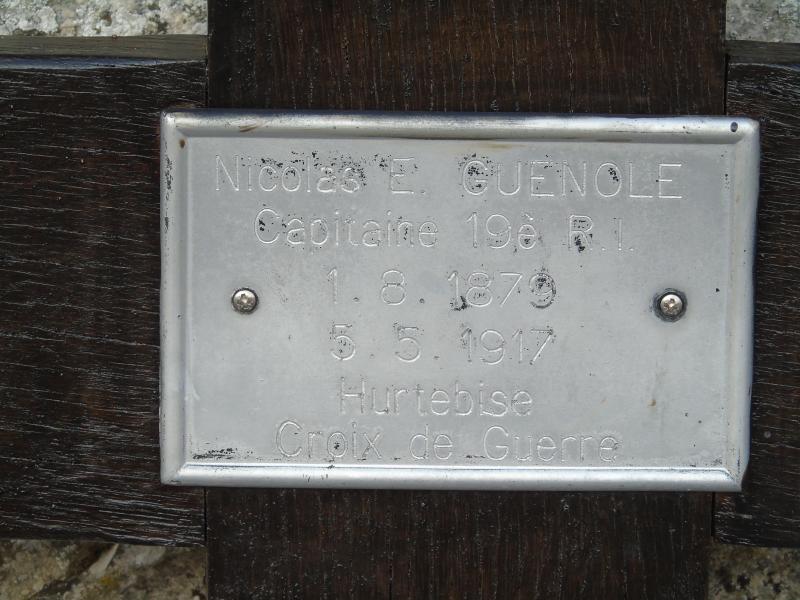 Nicolas E. GUENOLE
Capitaine 19è R.I.
1.8.1879
5 5 1917
Hurtebise
Croix de Guerre